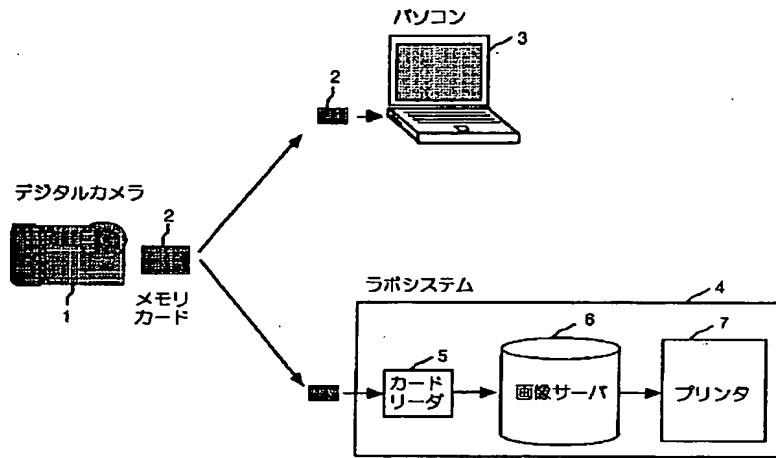 パソコン
3
2
デジタルカメラ
2
1
メモリ
カード
ラボシステム
4
5
6
7
カード
リーダ
画像サーバ
プリンタ